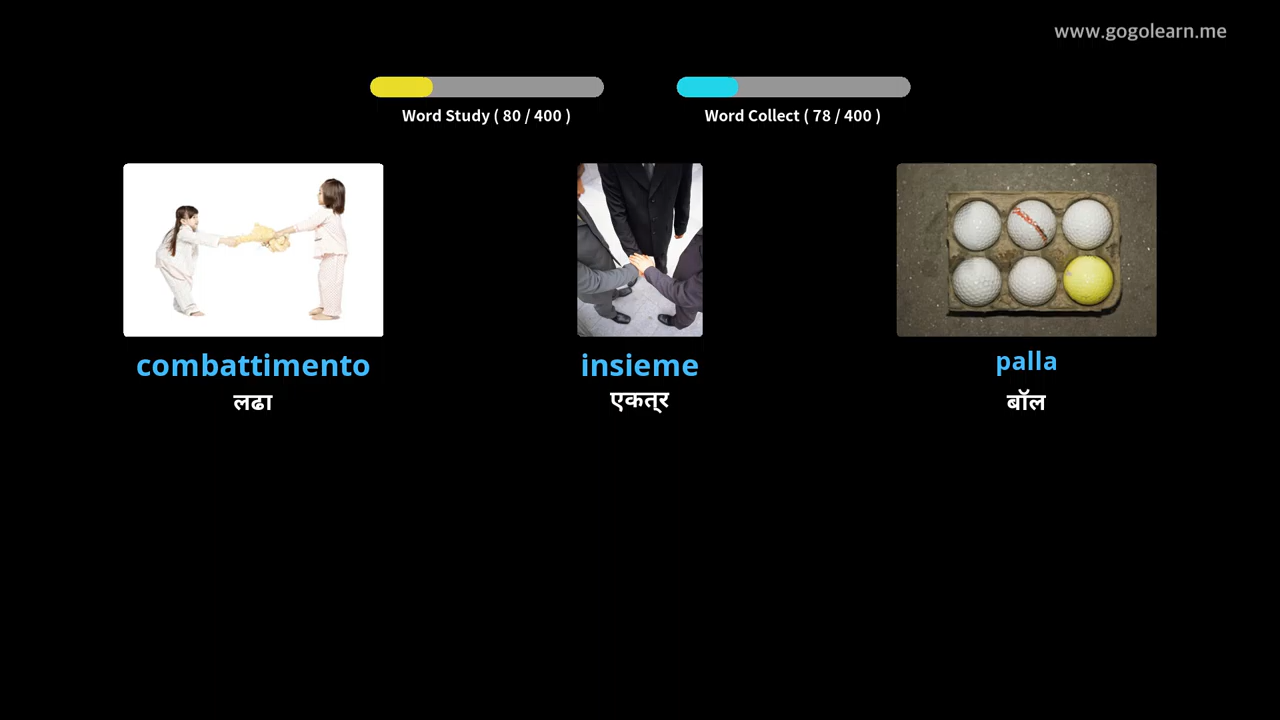 www.gogolearn.me
Word Study ( 80 / 400 )
Word Collect ( 78 / 400 )
combattimento
insieme
palla
लढा
एकत्र
बॉल